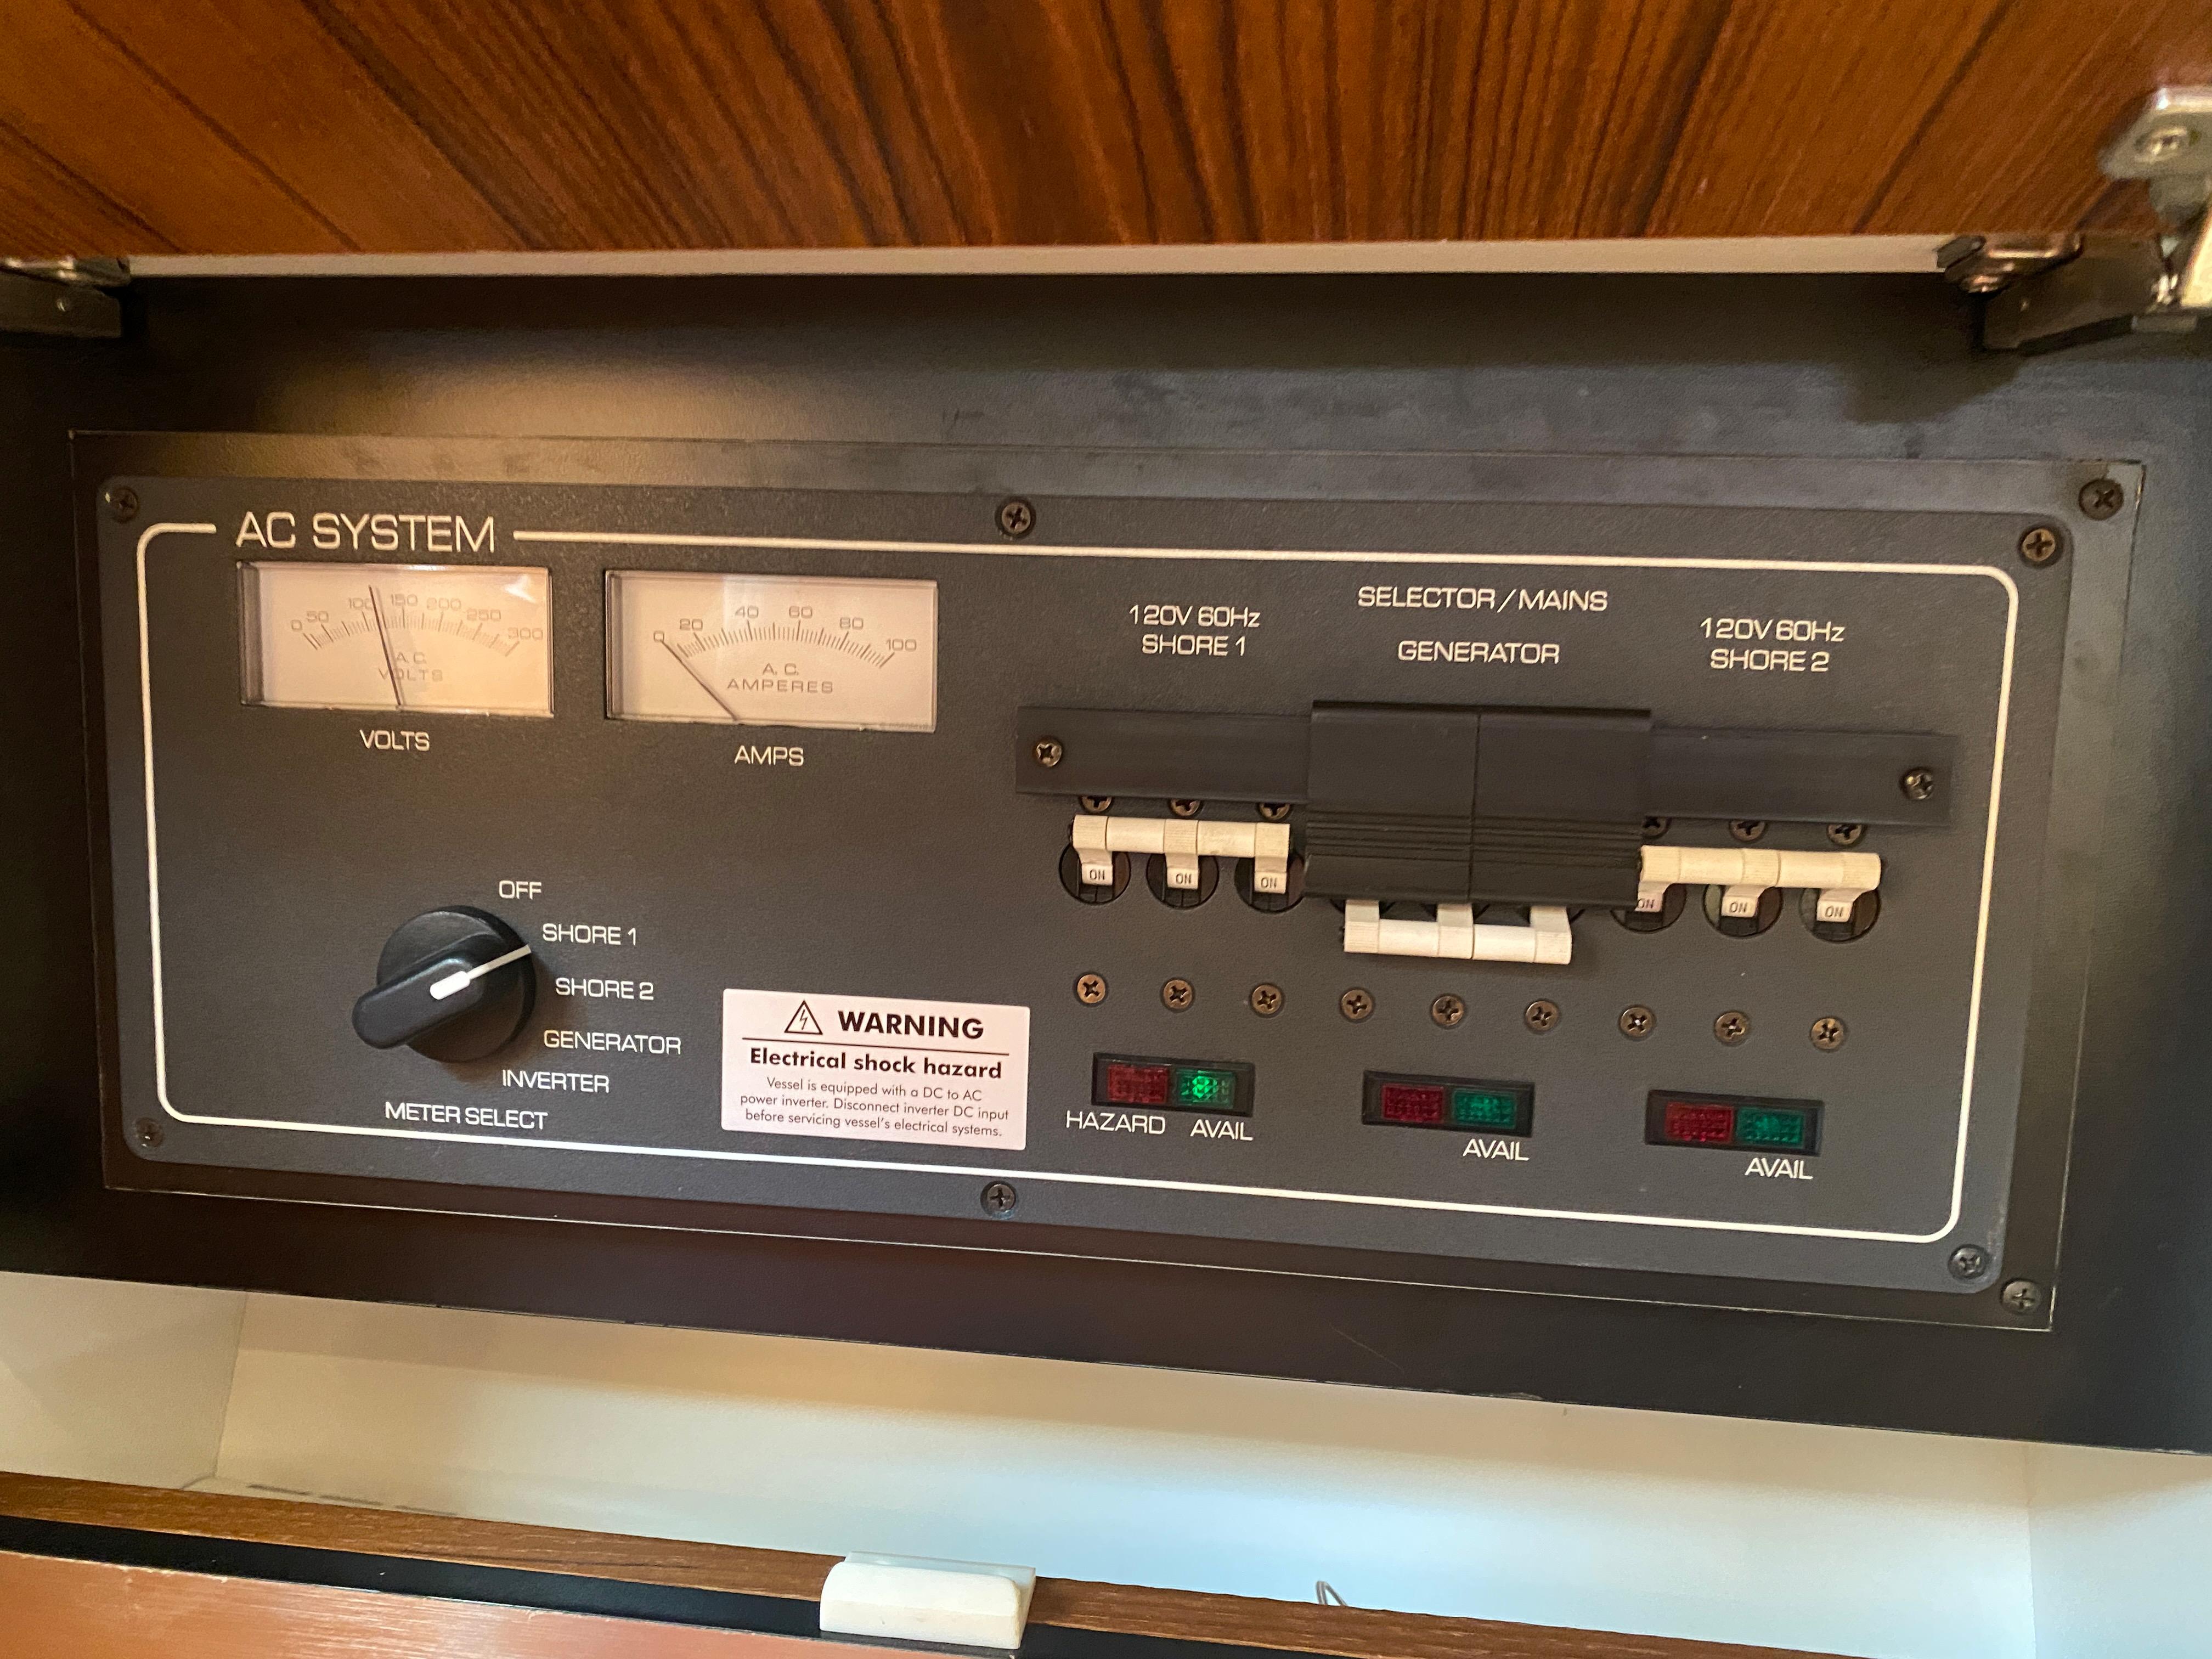 AC SYSTEM
0 50 100 150 200 250 300
A.C.
VOLTS
VOLTS
0 20 40 60 80 100
A.C.
AMPERES
AMPS
SELECTOR/MAINS
120V 60Hz
SHORE 1
GENERATOR
120V 60Hz
SHORE 2
ON ON ON
ON ON ON
OFF
SHORE 1
SHORE 2
GENERATOR
INVERTER
METER SELECT
WARNING
Electrical shock hazard
Vessel is equipped with a DC to AC
power inverter. Disconnect inverter DC input
before servicing vessel's electrical systems.
HAZARD AVAIL
AVAIL
AVAIL